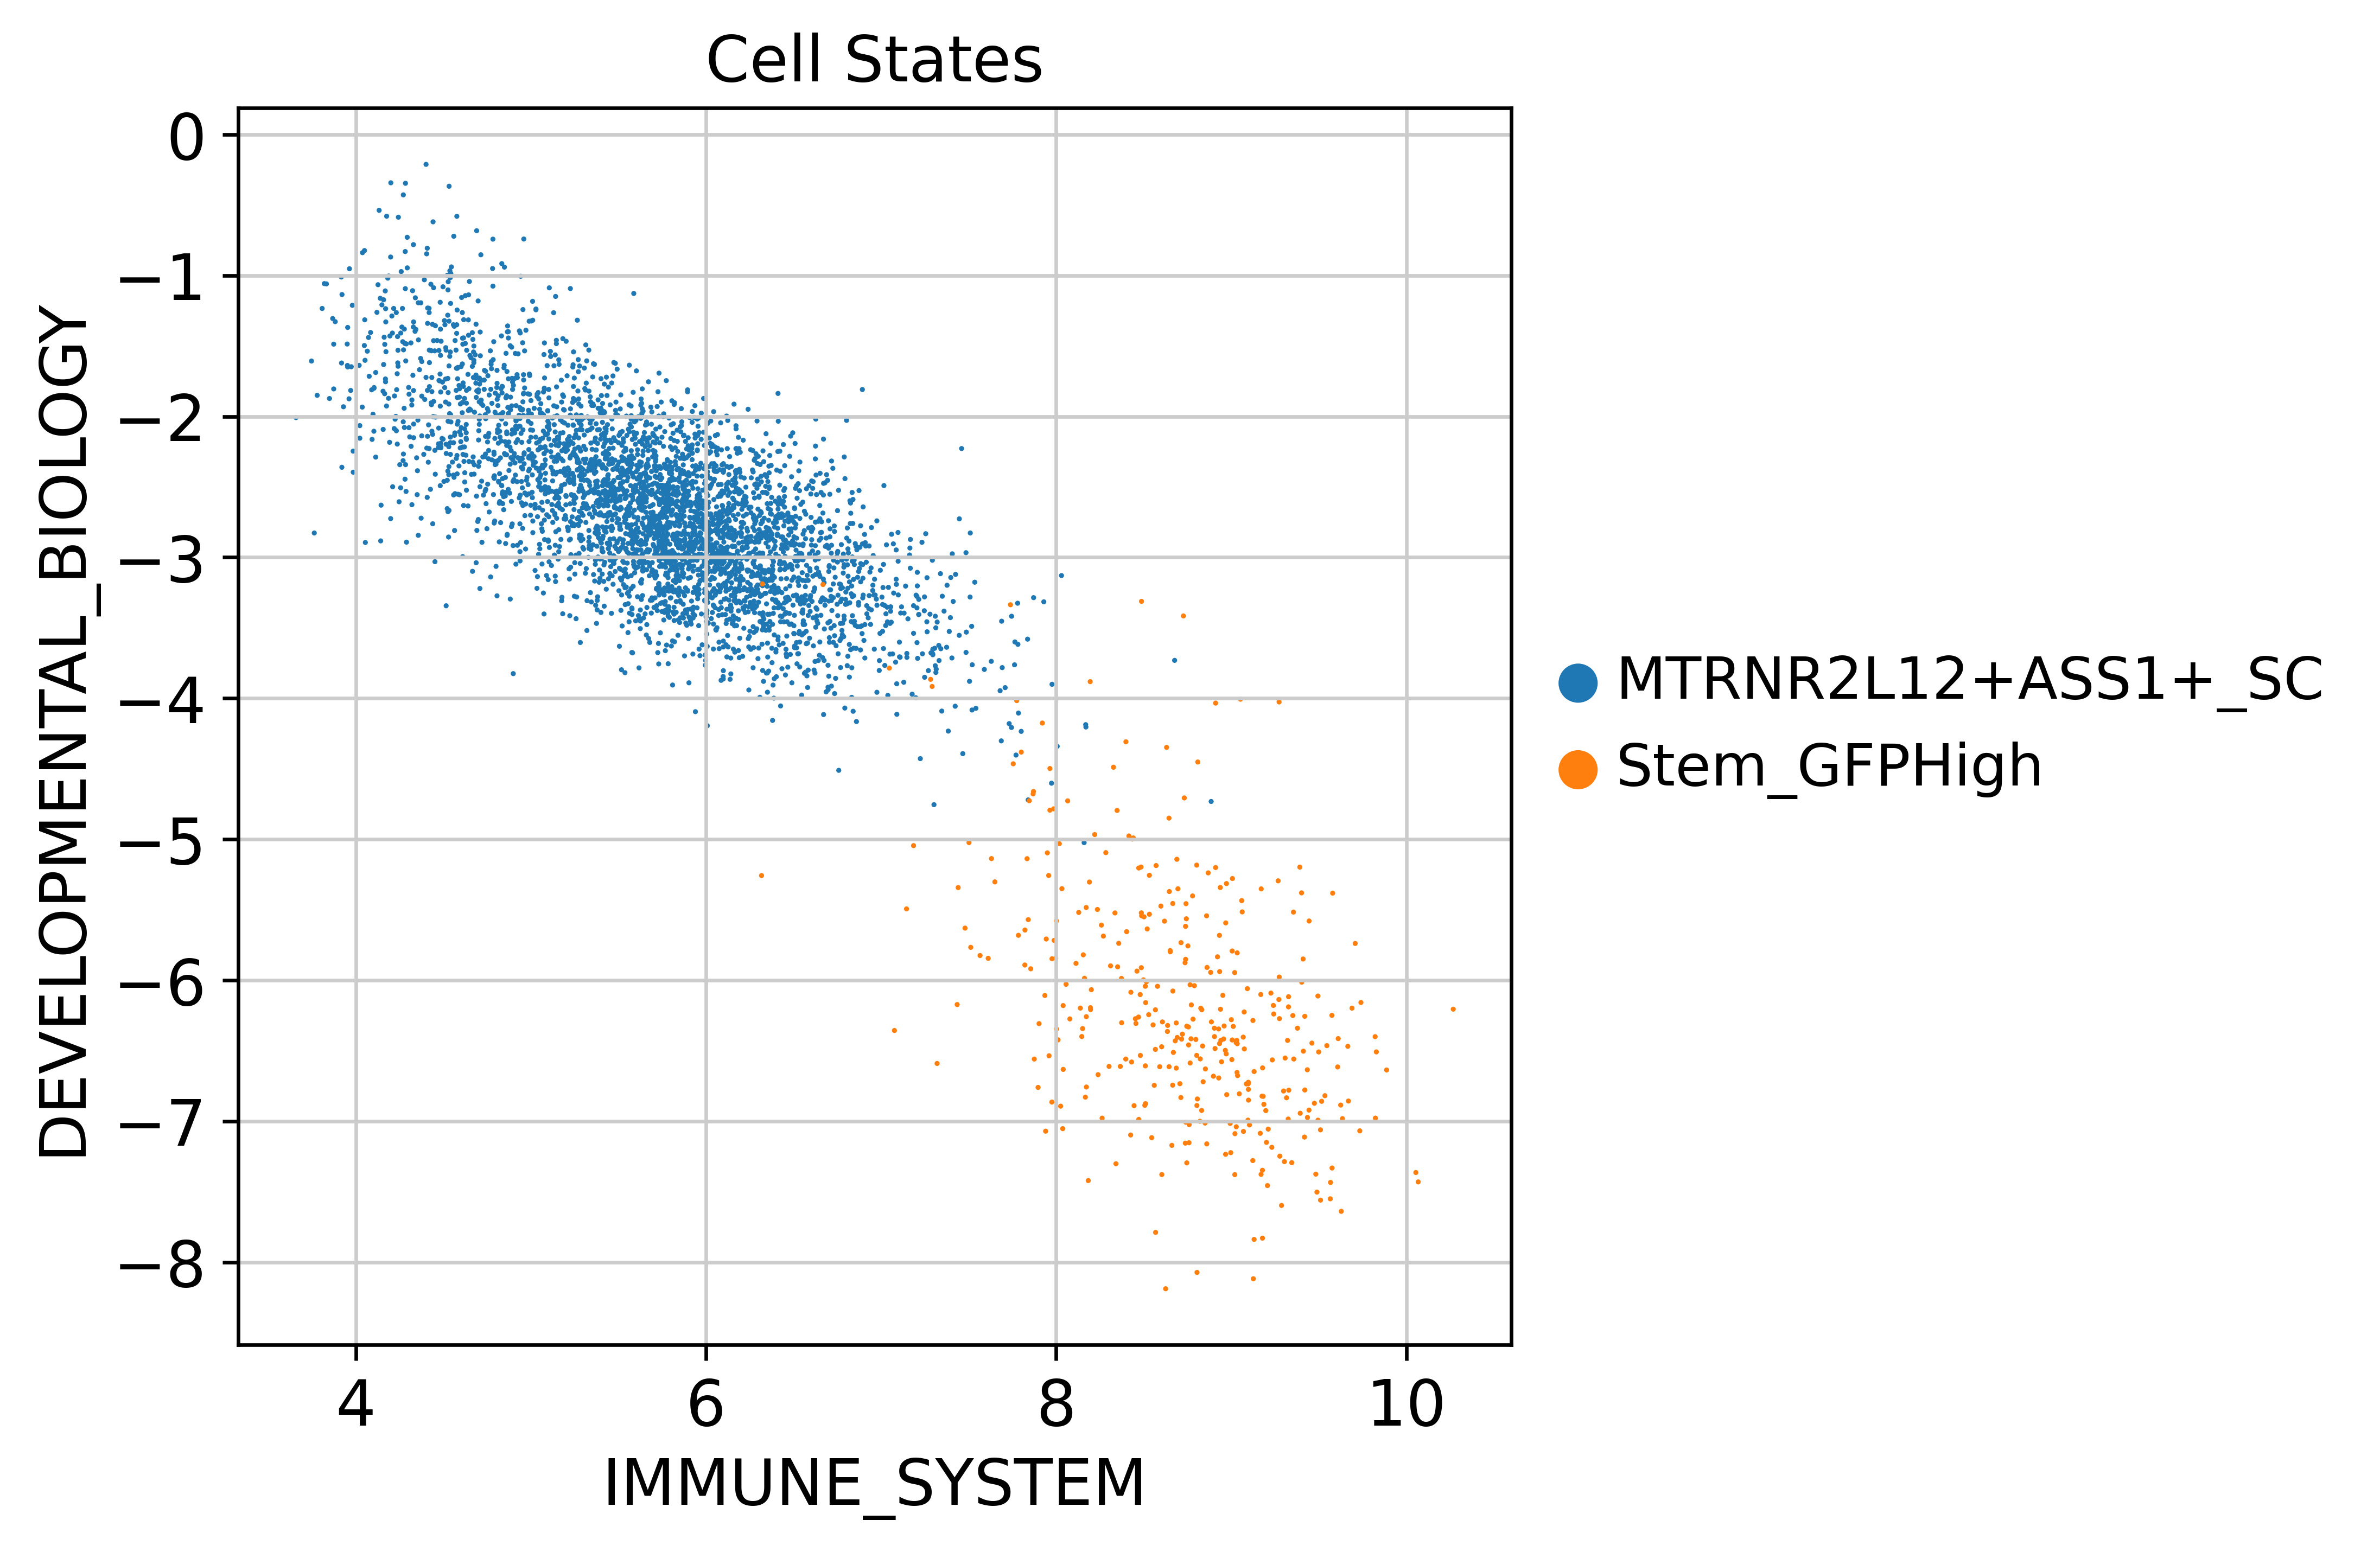 Cell States
0
−1
−2
−3
−4
−5
−6
−7
−8
DEVELOPMENTAL_BIOLOGY
4 6 8 10
IMMUNE_SYSTEM
MTRNR2L12+ASS1+_SC
Stem_GFPHigh